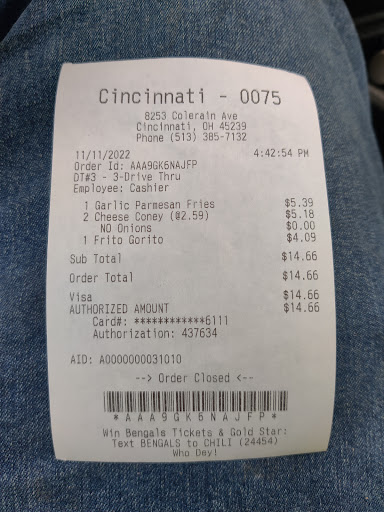 Cincinnati - 0075
8253 Colerain Ave
Cincinnati, OH 45239
Phone (513) 385-7132
11/11/2022 4:42:54 PM
Order Id: AAA9GK6NAJFP
DT#3 - 3-Drive Thru
Employee: Cashier
1 Garlic Parmesan Fries $5.39
2 Cheese Coney (@2.59) $5.18
NO Onions $0.00
1 Frito Gorito $4.09
Sub Total $14.66
Order Total $14.66
Visa $14.66
AUTHORIZED AMOUNT $14.66
Card#: ************6111
Authorization: 437634
AID: A0000000031010
--> Order Closed <--
*AAA9GK6NAJFP*
Win Bengals Tickets & Gold Star:
Text BENGALS to CHILI (24454)
Who Dey!